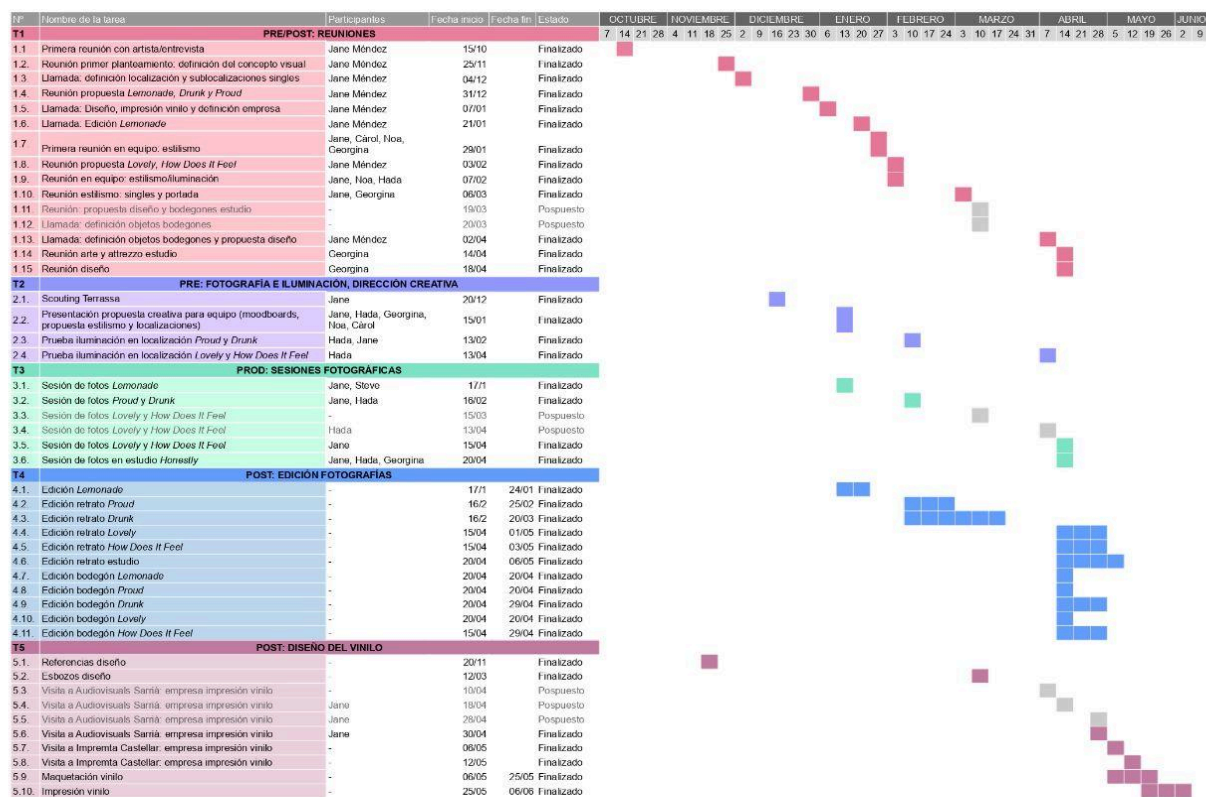 Nº Nombre de la tarea Participantes Fecha inicio Fecha fin Estado OCTUBRE NOVIEMBRE DICIEMBRE ENERO FEBRERO MARZO ABRIL MAYO JUNIO
T1 PRE/POST: REUNIONES 7 14 21 28 4 11 18 25 2 9 16 23 30 6 13 20 27 3 10 17 24 3 10 17 24 31 7 14 21 28 5 12 19 26 2 9
1.1 Primera reunión con artista/entrevista Jane Méndez 15/10 Finalizado
1.2. Reunión primer planteamiento: definición del concepto visual Jane Méndez 25/11 Finalizado
1.3 Llamada: definición localización y sublocalizaciones singles Jane Méndez 04/12 Finalizado
1.4. Reunión propuesta Lemonade, Drunk y Proud Jane Méndez 31/12 Finalizado
1.5. Llamada: Diseño, impresión vinilo y definición empresa Jane Méndez 07/01 Finalizado
1.6. Llamada: Edición Lemonade Jane Méndez 21/01 Finalizado
1.7. Primera reunión en equipo: estilismo Jane, Càrol, Noa, Georgina 29/01 Finalizado
1.8. Reunión propuesta Lovely, How Does It Feel Jane Méndez 03/02 Finalizado
1.9. Reunión en equipo: estilismo/iluminación Jane, Noa, Hada 07/02 Finalizado
1.10. Reunión estilismo: singles y portada Jane, Georgina 06/03 Finalizado
1.11. Reunión: propuesta diseño y bodegones estudio - 19/03 Pospuesto
1.12. Llamada: definición objetos bodegones - 20/03 Pospuesto
1.13. Llamada: definición objetos bodegones y propuesta diseño Jane Méndez 02/04 Finalizado
1.14 Reunión arte y attrezzo estudio Georgina 14/04 Finalizado
1.15 Reunión diseño Georgina 18/04 Finalizado
T2 PRE: FOTOGRAFÍA E ILUMINACIÓN, DIRECCIÓN CREATIVA
2.1. Scouting Terrassa Jane 20/12 Finalizado
2.2. Presentación propuesta creativa para equipo (moodboards, propuesta estilismo y localizaciones) Jane, Hada, Georgina, Noa, Càrol 15/01 Finalizado
2.3. Prueba iluminación en localización Proud y Drunk Hada, Jane 13/02 Finalizado
2.4. Prueba iluminación en localización Lovely y How Does It Feel Hada 13/04 Finalizado
T3 PROD: SESIONES FOTOGRÁFICAS
3.1. Sesión de fotos Lemonade Jane, Steve 17/1 Finalizado
3.2. Sesión de fotos Proud y Drunk Jane, Hada 16/02 Finalizado
3.3. Sesión de fotos Lovely y How Does It Feel - 15/03 Pospuesto
3.4. Sesión de fotos Lovely y How Does It Feel Hada 13/04 Pospuesto
3.5. Sesión de fotos Lovely y How Does It Feel Jane 15/04 Finalizado
3.6. Sesión de fotos en estudio Honestly Jane, Hada, Georgina 20/04 Finalizado
T4 POST: EDICIÓN FOTOGRAFÍAS
4.1. Edición Lemonade - 17/1 24/01 Finalizado
4.2 Edición retrato Proud - 16/2 25/02 Finalizado
4.3. Edición retrato Drunk - 16/2 20/03 Finalizado
4.4. Edición retrato Lovely - 15/04 01/05 Finalizado
4.5. Edición retrato How Does It Feel - 15/04 03/05 Finalizado
4.6. Edición retrato estudio - 20/04 06/05 Finalizado
4.7. Edición bodegón Lemonade - 20/04 20/04 Finalizado
4.8. Edición bodegón Proud - 20/04 20/04 Finalizado
4.9. Edición bodegón Drunk - 20/04 29/04 Finalizado
4.10. Edición bodegón Lovely - 20/04 20/04 Finalizado
4.11. Edición bodegón How Does It Feel - 15/04 29/04 Finalizado
T5 POST: DISEÑO DEL VINILO
5.1. Referencias diseño - 20/11 Finalizado
5.2. Esbozos diseño - 12/03 Finalizado
5.3. Visita a Audiovisuals Sarrià: empresa impresión vinilo - 10/04 Pospuesto
5.4. Visita a Audiovisuals Sarrià: empresa impresión vinilo Jane 18/04 Pospuesto
5.5. Visita a Audiovisuals Sarrià: empresa impresión vinilo Jane 28/04 Pospuesto
5.6. Visita a Audiovisuals Sarrià: empresa impresión vinilo Jane 30/04 Finalizado
5.7. Visita a Impremta Castellar: empresa impresión vinilo - 06/05 Finalizado
5.8. Visita a Impremta Castellar: empresa impresión vinilo - 12/05 Finalizado
5.9 Maquetación vinilo - 06/05 25/05 Finalizado
5.10. Impresión vinilo - 25/05 06/06 Finalizado